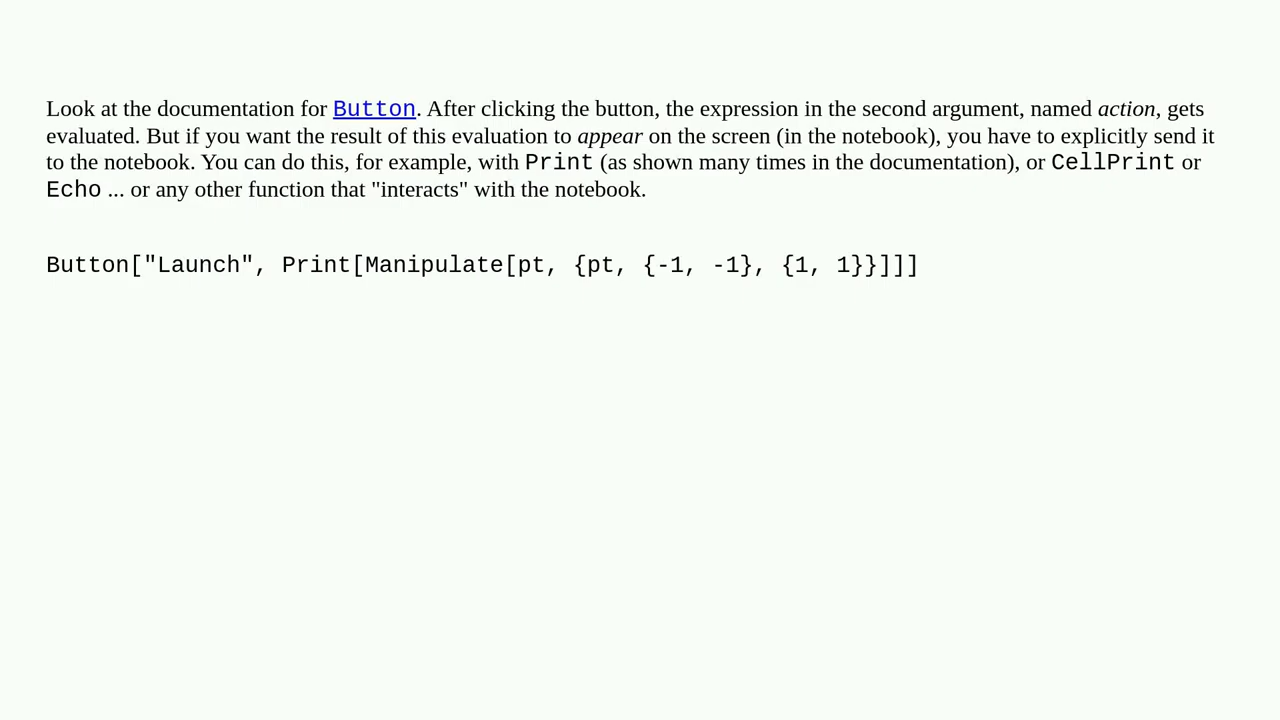 Look at the documentation for Button. After clicking the button, the expression in the second argument, named action, gets
evaluated. But if you want the result of this evaluation to appear on the screen (in the notebook), you have to explicitly send it
to the notebook. You can do this, for example, with Print (as shown many times in the documentation), or CellPrint or
Echo ... or any other function that "interacts" with the notebook.
Button["Launch", Print[Manipulate[pt, {pt, {-1, -1}, {1, 1}}]]]